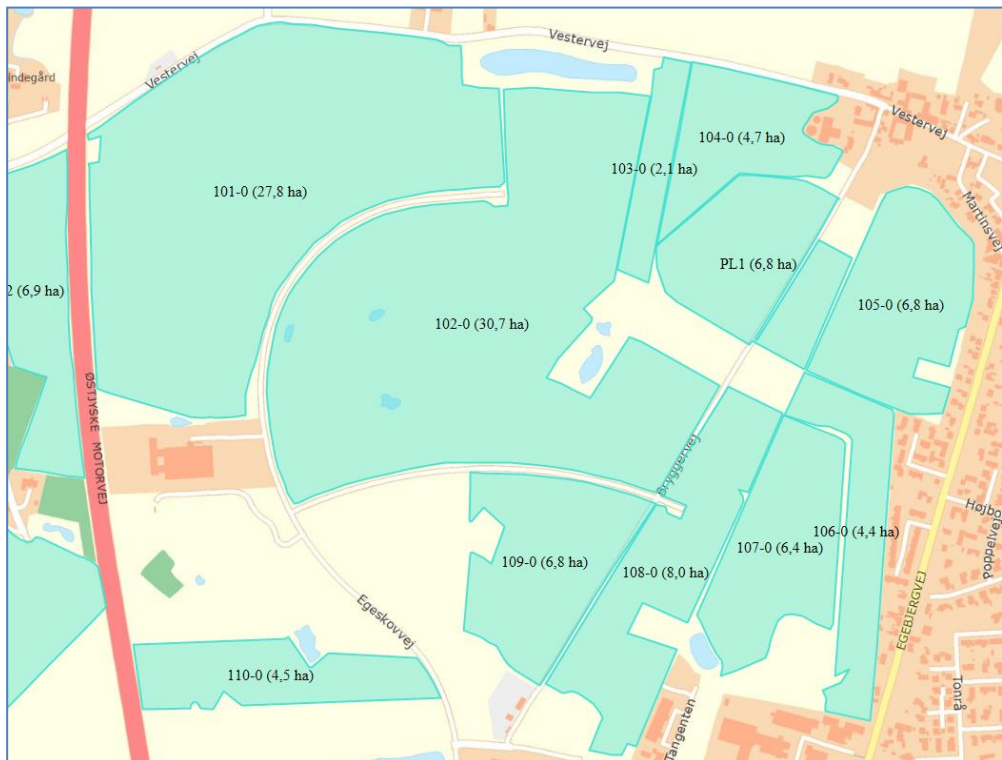 Vestervej
Vestervej
indegård
Vestervej
104-0 (4,7 ha)
103-0 (2,1 ha)
101-0 (27,8 ha)
Martinsvej
PL1 (6,8 ha)
2 (6,9 ha)
105-0 (6,8 ha)
102-0 (30,7 ha)
ØSTJYSKE MOTORVEJ
Bryggervej
Højbo
Poppelvej
106-0 (4,4 ha)
107-0 (6,4 ha)
109-0 (6,8 ha)
108-0 (8,0 ha)
EGEBJERGVEJ
Egeskovvej
110-0 (4,5 ha)
Tonrå
Tangenten